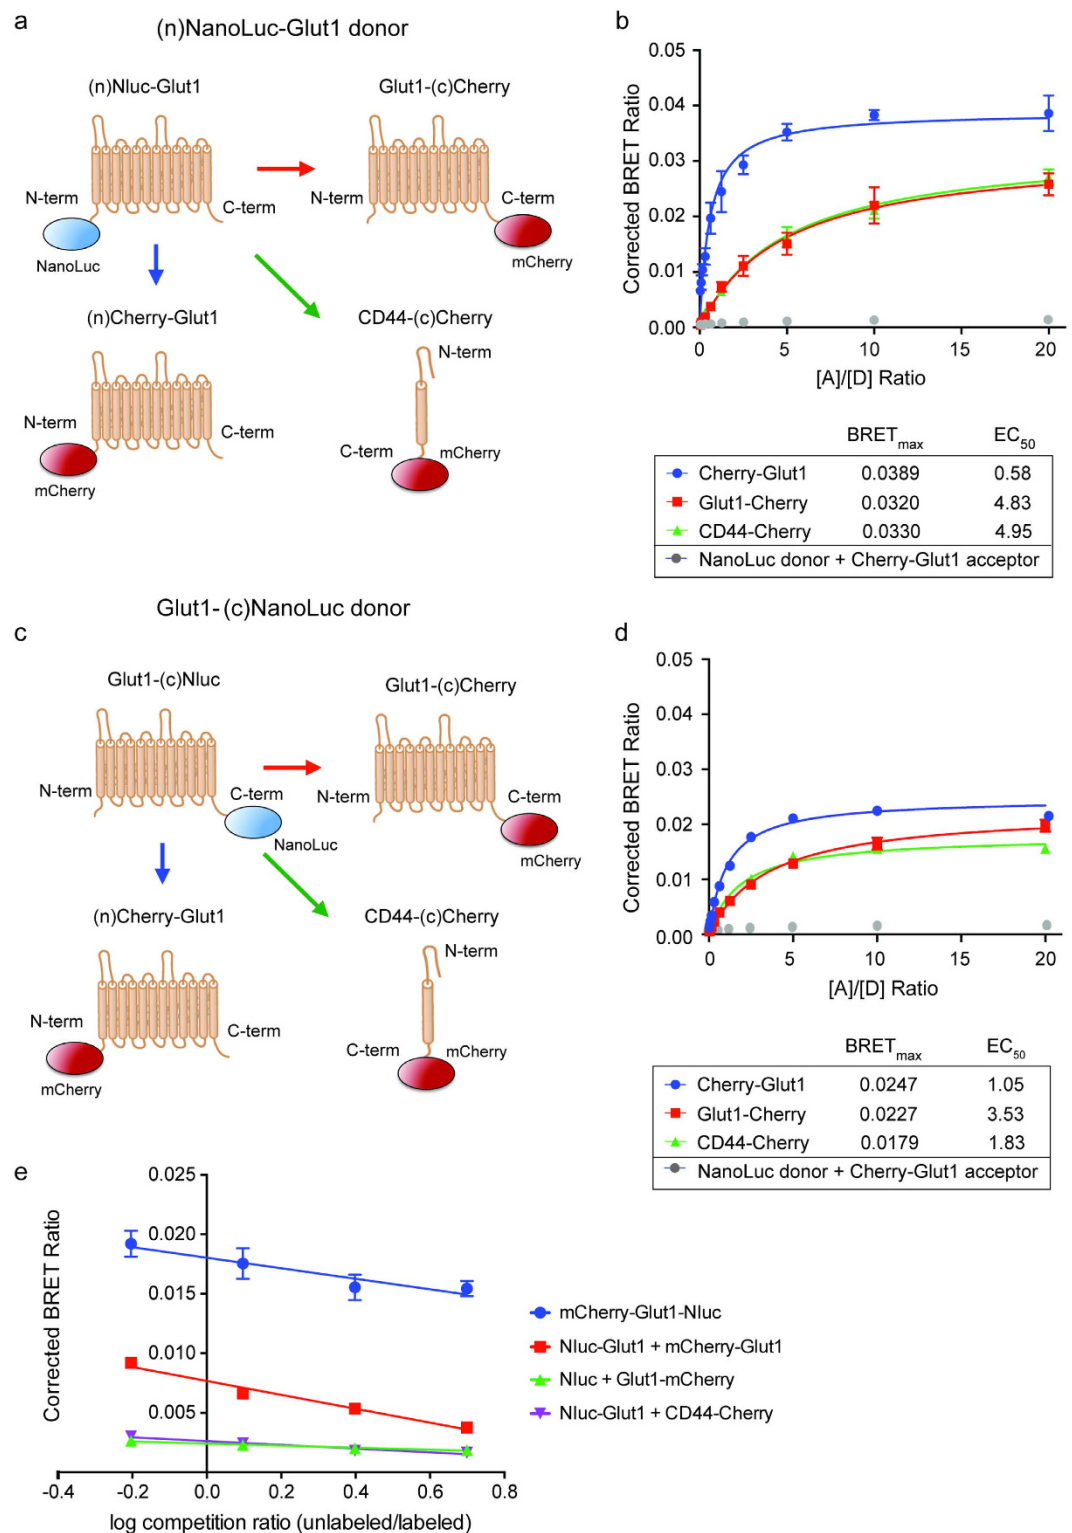 a
(n)NanoLuc-Glut1 donor
(n)Nluc-Glut1
Glut1-(c)Cherry
N-term
C-term
NanoLuc
N-term
C-term
mCherry
(n)Cherry-Glut1
CD44-(c)Cherry
N-term
N-term
C-term
mCherry
C-term
mCherry
b
Corrected BRET Ratio
0.05
0.04
0.03
0.02
0.01
0.00
0 5 10 15 20
[A]/[D] Ratio
BRETmax EC50
Cherry-Glut1 0.0389 0.58
Glut1-Cherry 0.0320 4.83
CD44-Cherry 0.0330 4.95
NanoLuc donor + Cherry-Glut1 acceptor
Glut1-(c)NanoLuc donor
c
Glut1-(c)Nluc
Glut1-(c)Cherry
N-term
C-term
NanoLuc
N-term
C-term
mCherry
(n)Cherry-Glut1
CD44-(c)Cherry
N-term
N-term
C-term
mCherry
C-term
mCherry
d
Corrected BRET Ratio
0.05
0.04
0.03
0.02
0.01
0.00
0 5 10 15 20
[A]/[D] Ratio
BRETmax EC50
Cherry-Glut1 0.0247 1.05
Glut1-Cherry 0.0227 3.53
CD44-Cherry 0.0179 1.83
NanoLuc donor + Cherry-Glut1 acceptor
e
Corrected BRET Ratio
0.025
0.020
0.015
0.010
0.005
-0.4 -0.2 0.0 0.2 0.4 0.6 0.8
log competition ratio (unlabeled/labeled)
mCherry-Glut1-Nluc
Nluc-Glut1 + mCherry-Glut1
Nluc + Glut1-mCherry
Nluc-Glut1 + CD44-Cherry